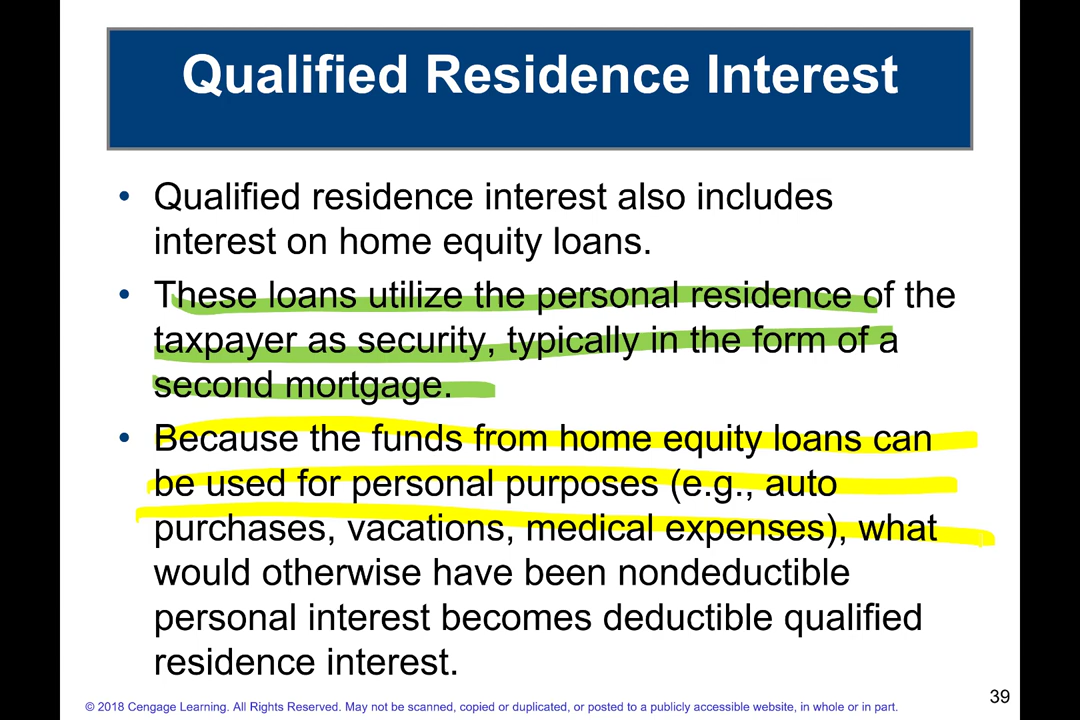 Qualified Residence Interest
• Qualified residence interest also includes
interest on home equity loans.
• These loans utilize the personal residence of the
taxpayer as security, typically in the form of a
second mortgage.
• Because the funds from home equity loans can
be used for personal purposes (e.g., auto
purchases, vacations, medical expenses), what
would otherwise have been nondeductible
personal interest becomes deductible qualified
residence interest.
39
© 2018 Cengage Learning. All Rights Reserved. May not be scanned, copied or duplicated, or posted to a publicly accessible website, in whole or in part.